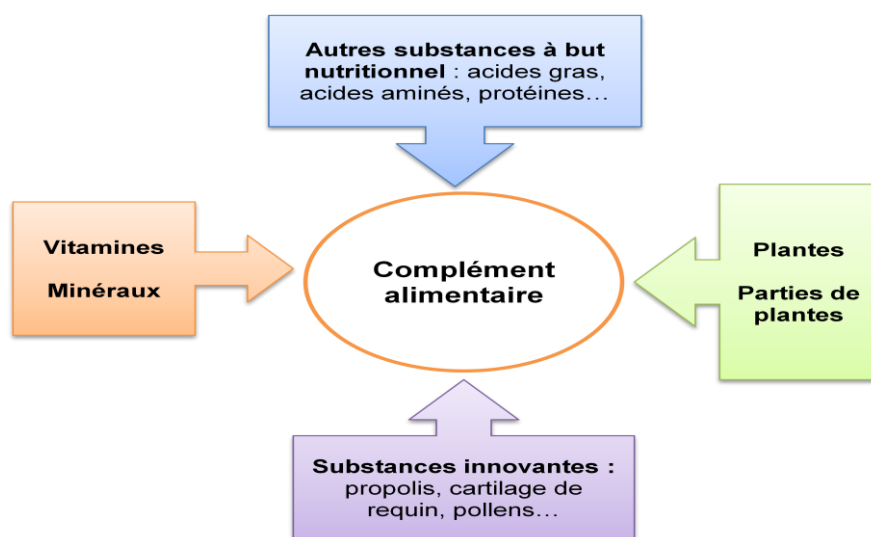 Autres substances à but
nutritionnel : acides gras,
acides aminés, protéines…
Vitamines
Minéraux
Complément
alimentaire
Plantes
Parties de
plantes
Substances innovantes :
propolis, cartilage de
requin, pollens…